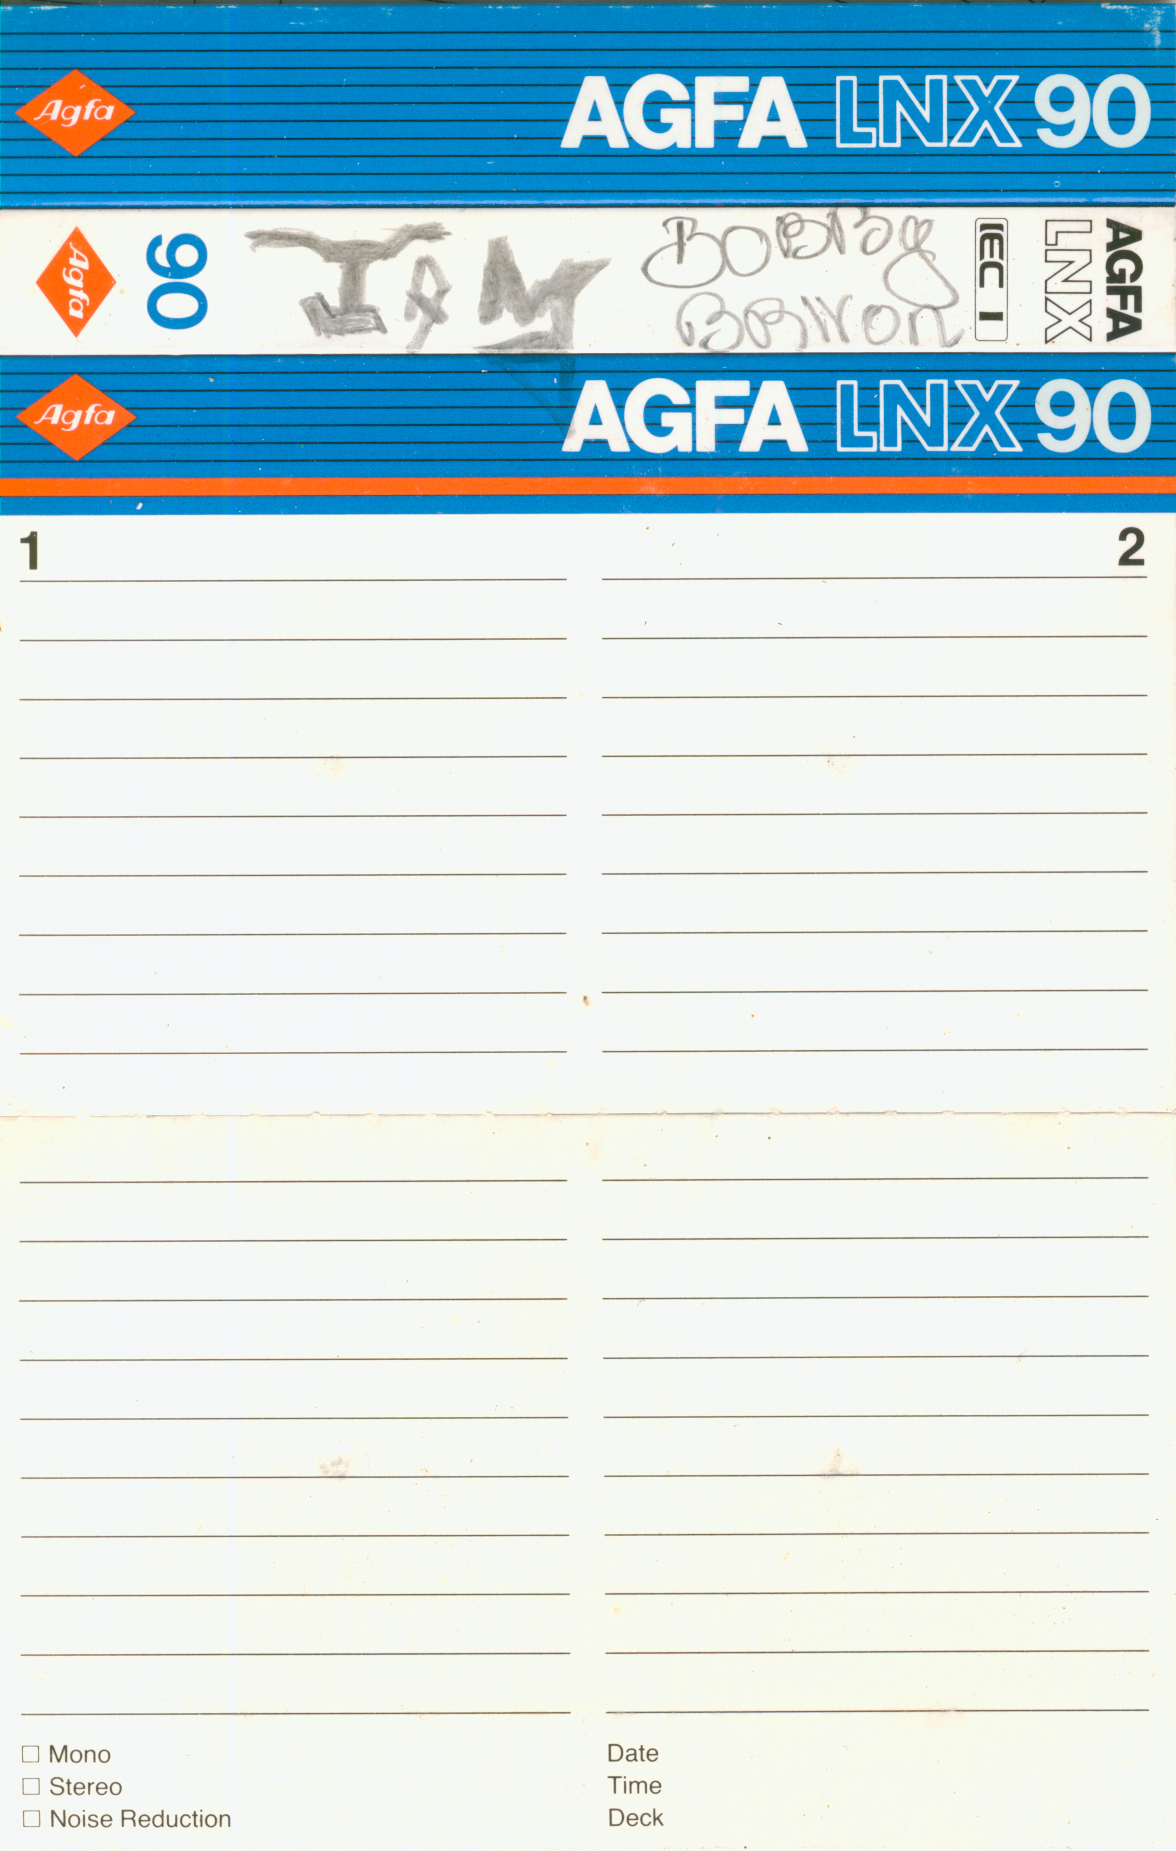 Agfa AGFA LNX 90
Agfa 90 JAM BOBBy IEC I LNX AGFA
BoBWon
Agfa AGFA LNX 90
1 2
Mono Date
Stereo Time
Noise Reduction Deck